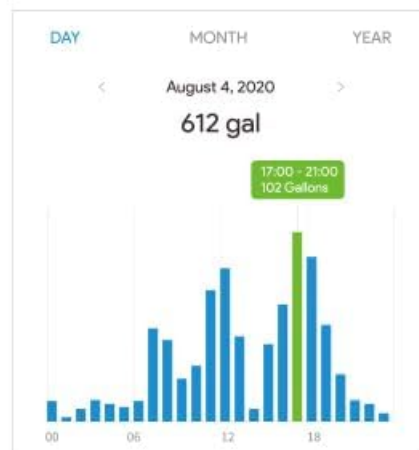 DAY MONTH YEAR
< August 4, 2020 >
612 gal
17:00 - 21:00
102 Gallons
00 06 12 18